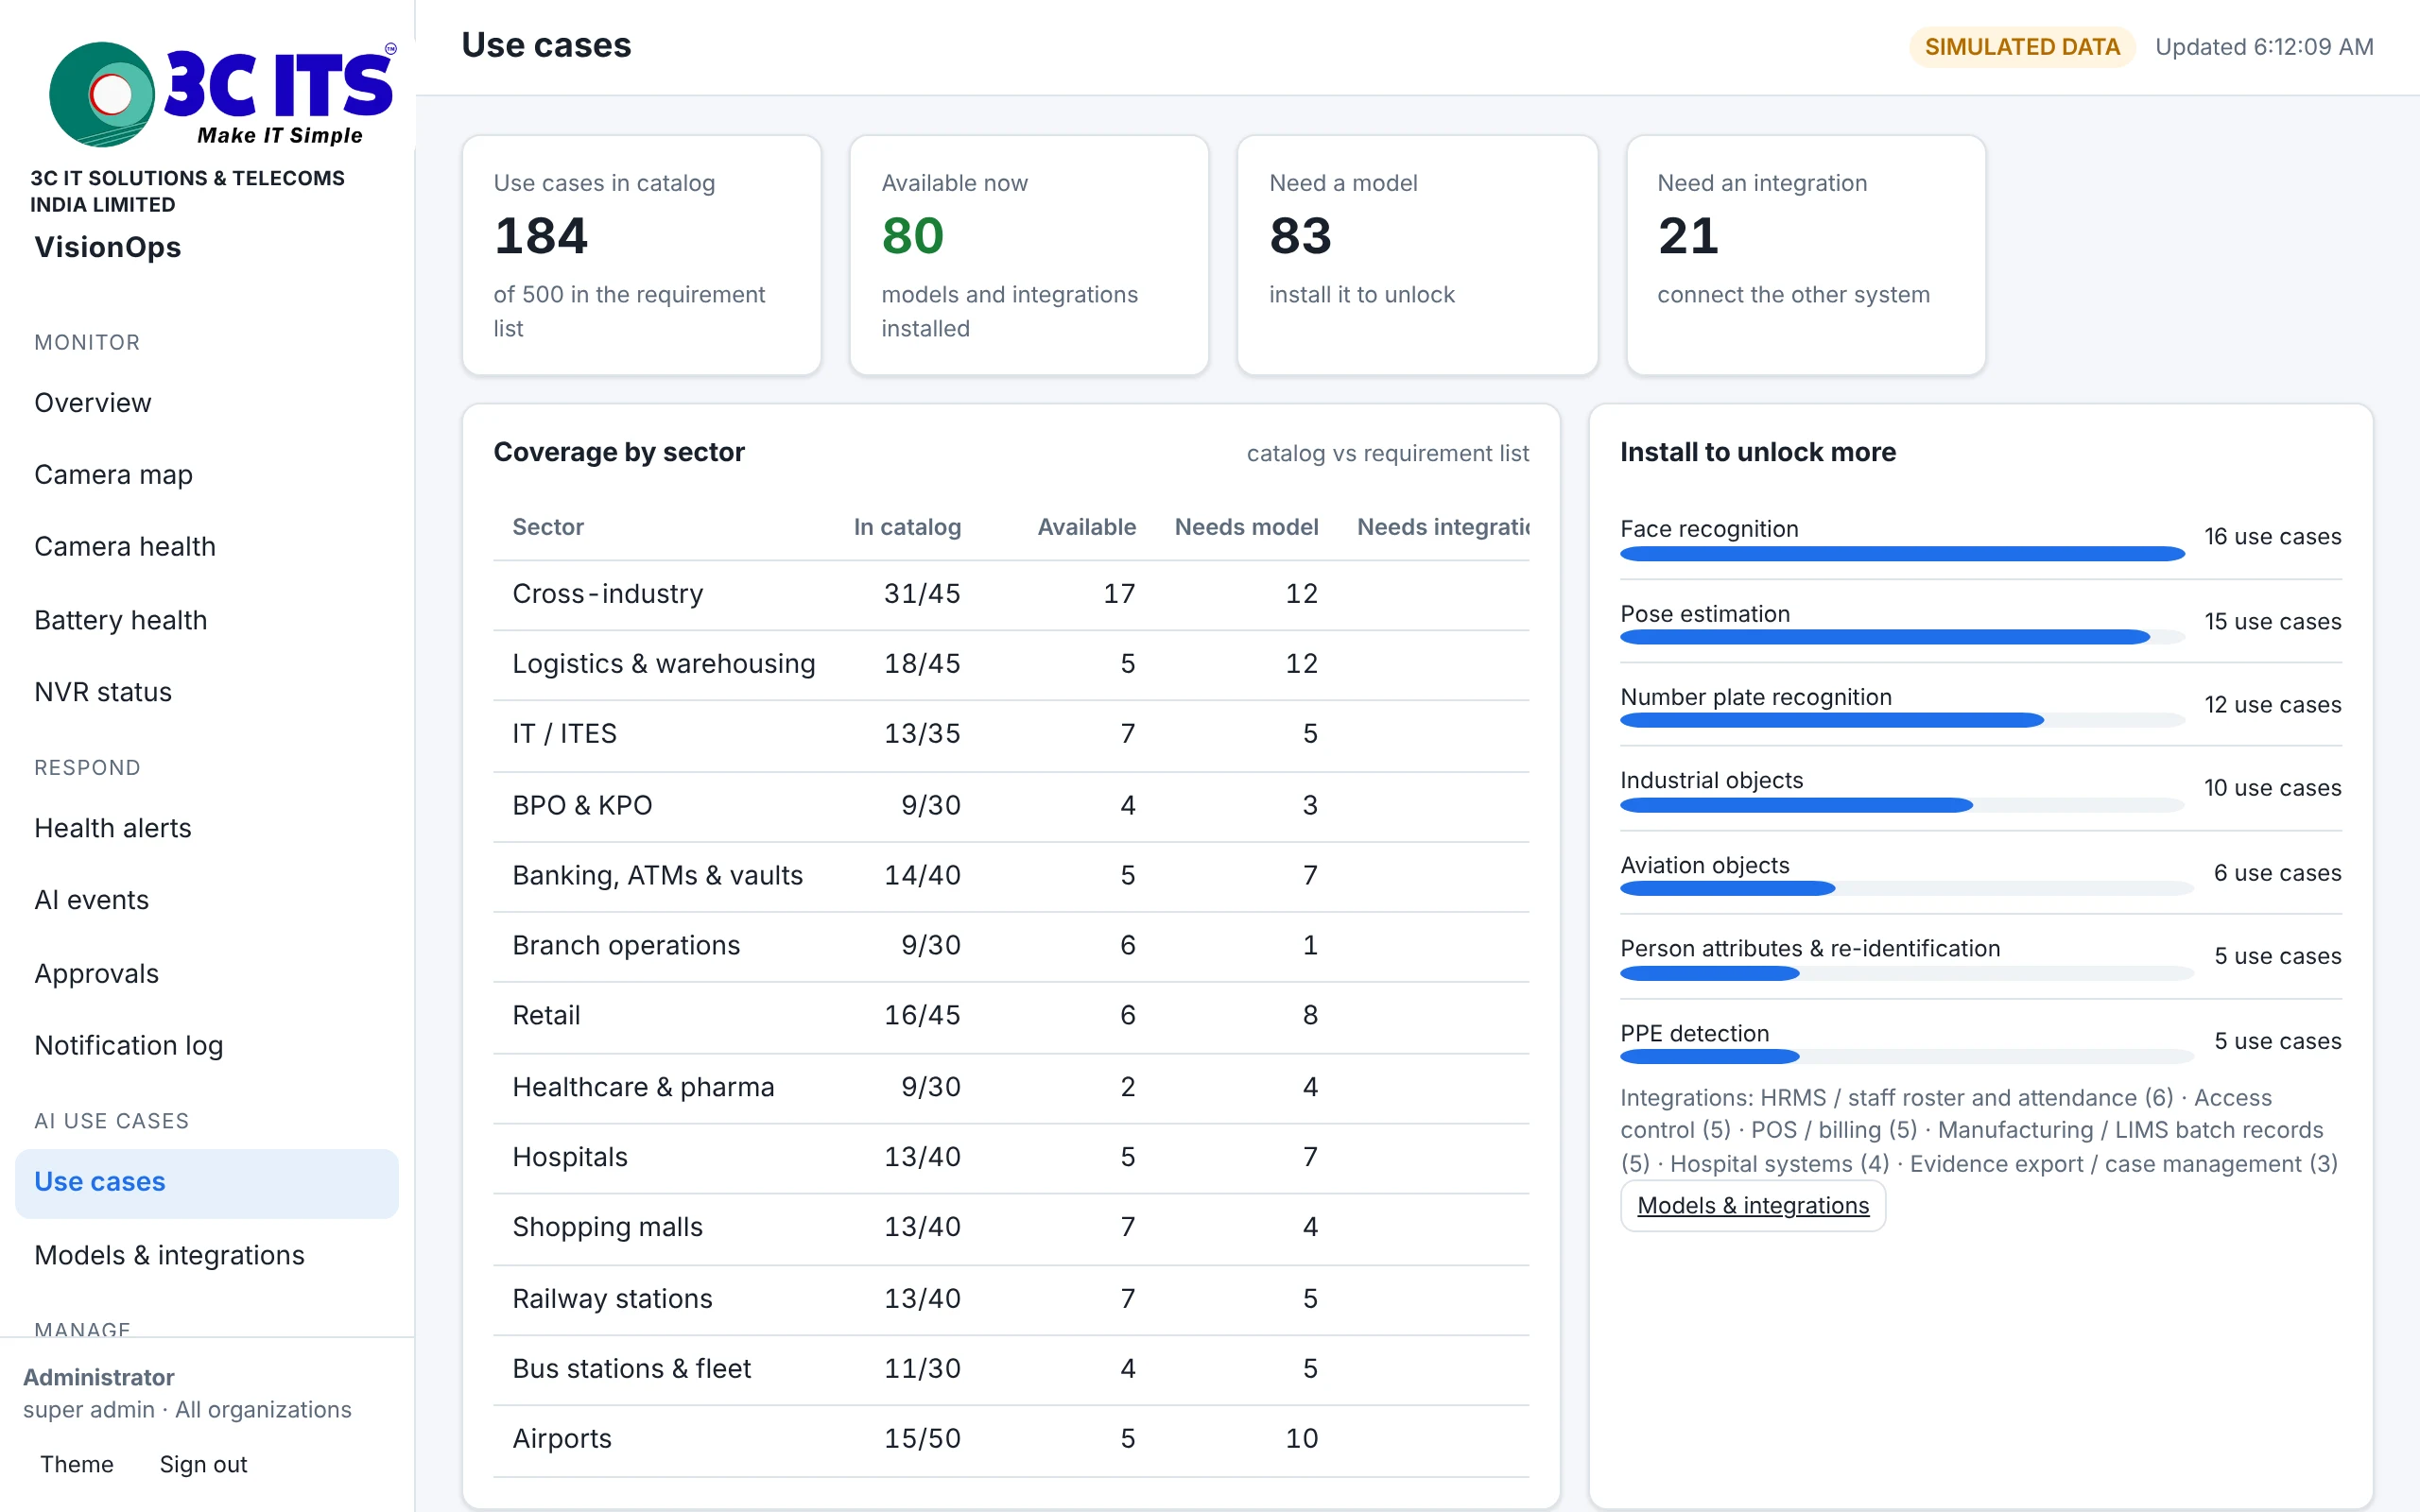 3C ITS
TM
Make IT Simple
3C IT SOLUTIONS & TELECOMS
INDIA LIMITED
VisionOps
MONITOR
Overview
Camera map
Camera health
Battery health
NVR status
RESPOND
Health alerts
AI events
Approvals
Notification log
AI USE CASES
Use cases
Models & integrations
MANAGE
Administrator
super admin · All organizations
Theme Sign out
Use cases
SIMULATED DATA Updated 6:12:09 AM
Use cases in catalog
184
of 500 in the requirement
list
Available now
80
models and integrations
installed
Need a model
83
install it to unlock
Need an integration
21
connect the other system
Coverage by sector catalog vs requirement list
Sector In catalog Available Needs model Needs
Cross-industry 31/45 17 12
Logistics & warehousing 18/45 5 12
IT / ITES 13/35 7 5
BPO & KPO 9/30 4 3
Banking, ATMs & vaults 14/40 5 7
Branch operations 9/30 6 1
Retail 16/45 6 8
Healthcare & pharma 9/30 2 4
Hospitals 13/40 5 7
Shopping malls 13/40 7 4
Railway stations 13/40 7 5
Bus stations & fleet 11/30 4 5
Airports 15/50 5 10
Install to unlock more
Face recognition 16 use cases
Pose estimation 15 use cases
Number plate recognition 12 use cases
Industrial objects 10 use cases
Aviation objects 6 use cases
Person attributes & re-identification 5 use cases
PPE detection 5 use cases
Integrations: HRMS / staff roster and attendance (6) · Access
control (5) · POS / billing (5) · Manufacturing / LIMS batch records
(5) · Hospital systems (4) · Evidence export / case management (3)
Models & integrations